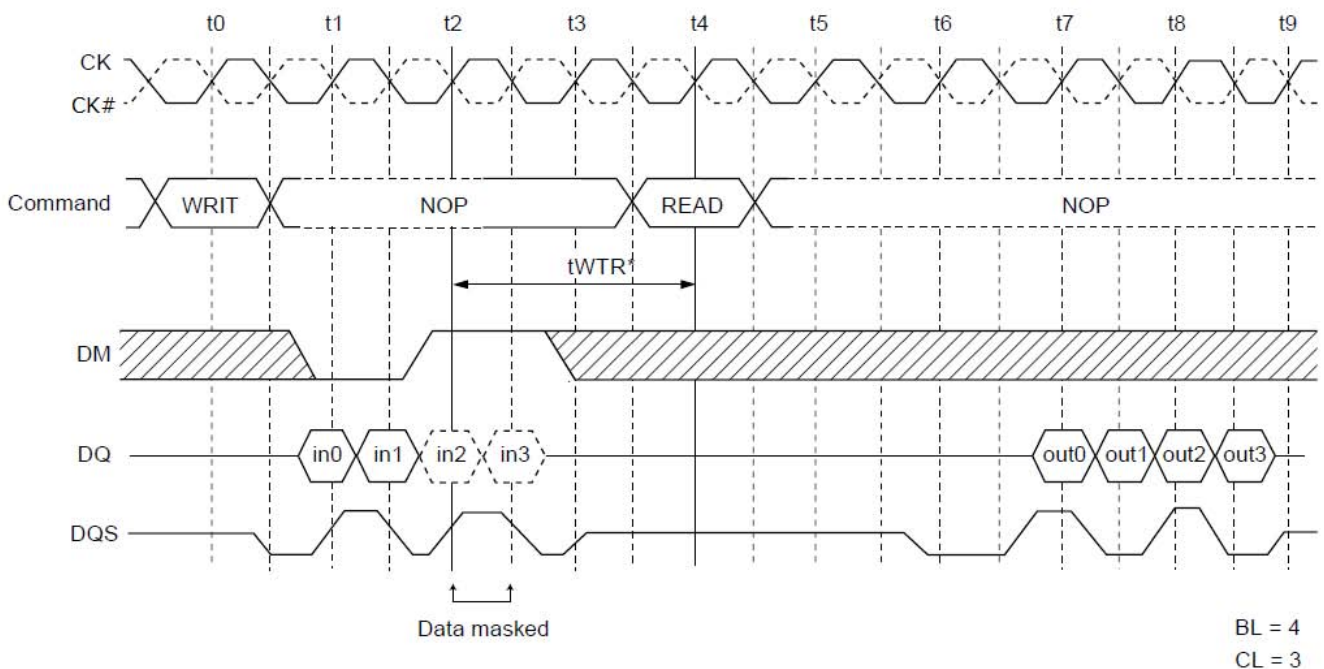 t0 t1 t2 t3 t4 t5 t6 t7 t8 t9
CK
CK#
Command WRIT NOP READ NOP
tWTR*
DM
DQ in0 in1 in2 in3 out0 out1 out2 out3
DQS
Data masked
BL = 4
CL = 3